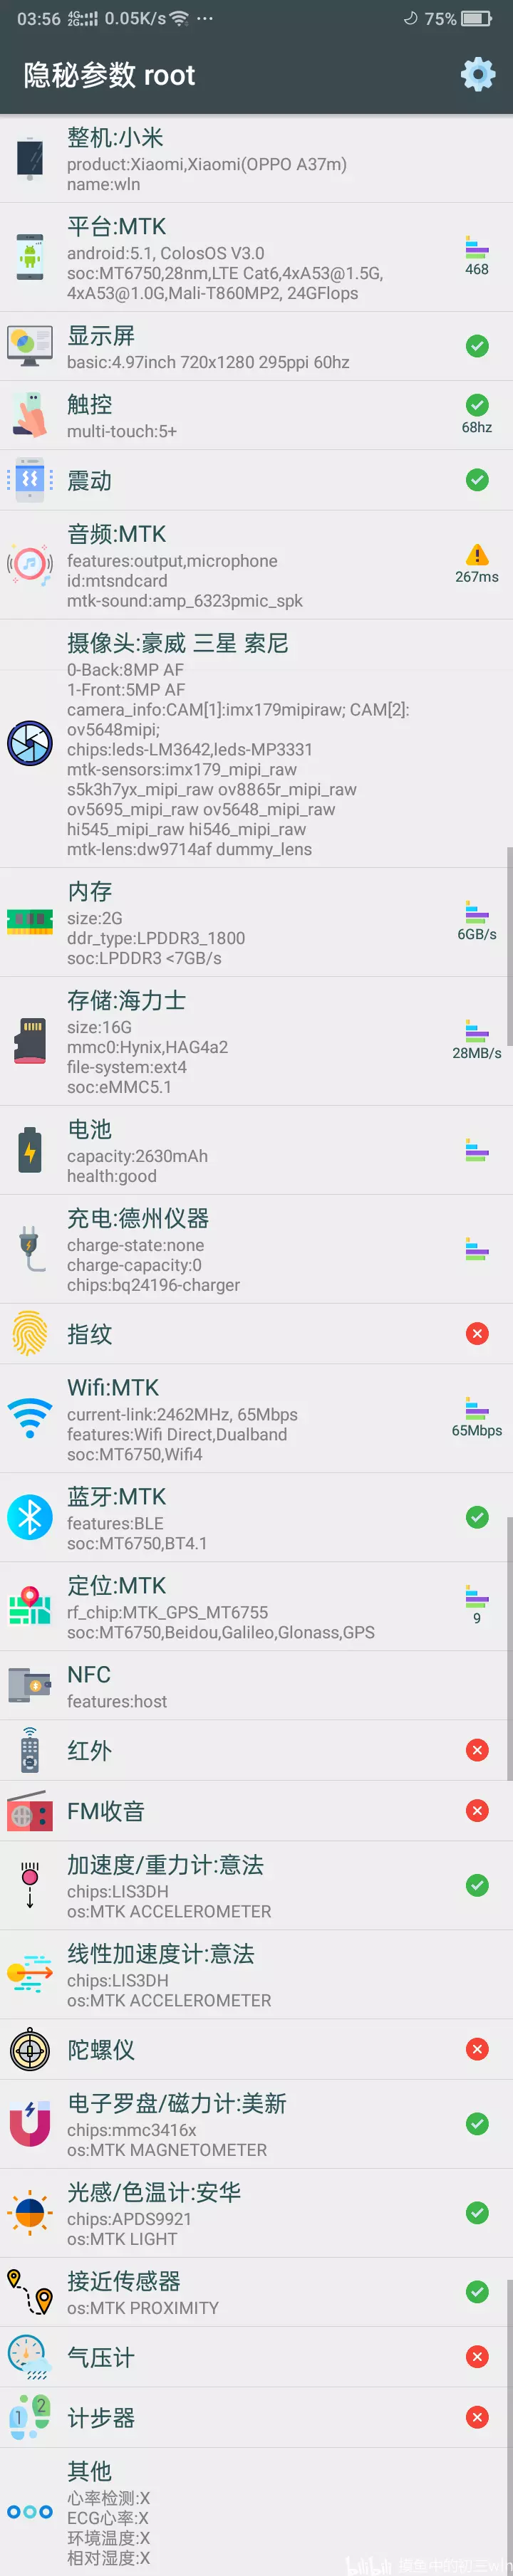 03:56 4G 2G 0.05K/s ··· 75%
隐秘参数 root
整机:小米
product:Xiaomi,Xiaomi(OPPO A37m)
name:wln
平台:MTK
android:5.1, ColosOS V3.0
soc:MT6750,28nm,LTE Cat6,4xA53@1.5G,
4xA53@1.0G,Mali-T860MP2, 24GFlops
468
显示屏
basic:4.97inch 720x1280 295ppi 60hz
触控
multi-touch:5+
68hz
震动
音频:MTK
features:output,microphone
id:mtsndcard
mtk-sound:amp_6323pmic_spk
267ms
摄像头:豪威 三星 索尼
0-Back:8MP AF
1-Front:5MP AF
camera_info:CAM[1]:imx179mipiraw; CAM[2]:
ov5648mipi;
chips:leds-LM3642,leds-MP3331
mtk-sensors:imx179_mipi_raw
s5k3h7yx_mipi_raw ov8865r_mipi_raw
ov5695_mipi_raw ov5648_mipi_raw
hi545_mipi_raw hi546_mipi_raw
mtk-lens:dw9714af dummy_lens
内存
size:2G
ddr_type:LPDDR3_1800
soc:LPDDR3 <7GB/s
6GB/s
存储:海力士
size:16G
mmc0:Hynix,HAG4a2
file-system:ext4
soc:eMMC5.1
28MB/s
电池
capacity:2630mAh
health:good
充电:德州仪器
charge-state:none
charge-capacity:0
chips:bq24196-charger
指纹
Wifi:MTK
current-link:2462MHz, 65Mbps
features:Wifi Direct,Dualband
soc:MT6750,Wifi4
65Mbps
蓝牙:MTK
features:BLE
soc:MT6750,BT4.1
定位:MTK
rf_chip:MTK_GPS_MT6755
soc:MT6750,Beidou,Galileo,Glonass,GPS
9
NFC
features:host
红外
FM收音
加速度/重力计:意法
chips:LIS3DH
os:MTK ACCELEROMETER
线性加速度计:意法
chips:LIS3DH
os:MTK ACCELEROMETER
陀螺仪
电子罗盘/磁力计:美新
chips:mmc3416x
os:MTK MAGNETOMETER
光感/色温计:安华
chips:APDS9921
os:MTK LIGHT
接近传感器
os:MTK PROXIMITY
气压计
计步器
其他
心率检测:X
ECG心率:X
环境温度:X
相对湿度:X
bilibili 摸鱼中的初三wln